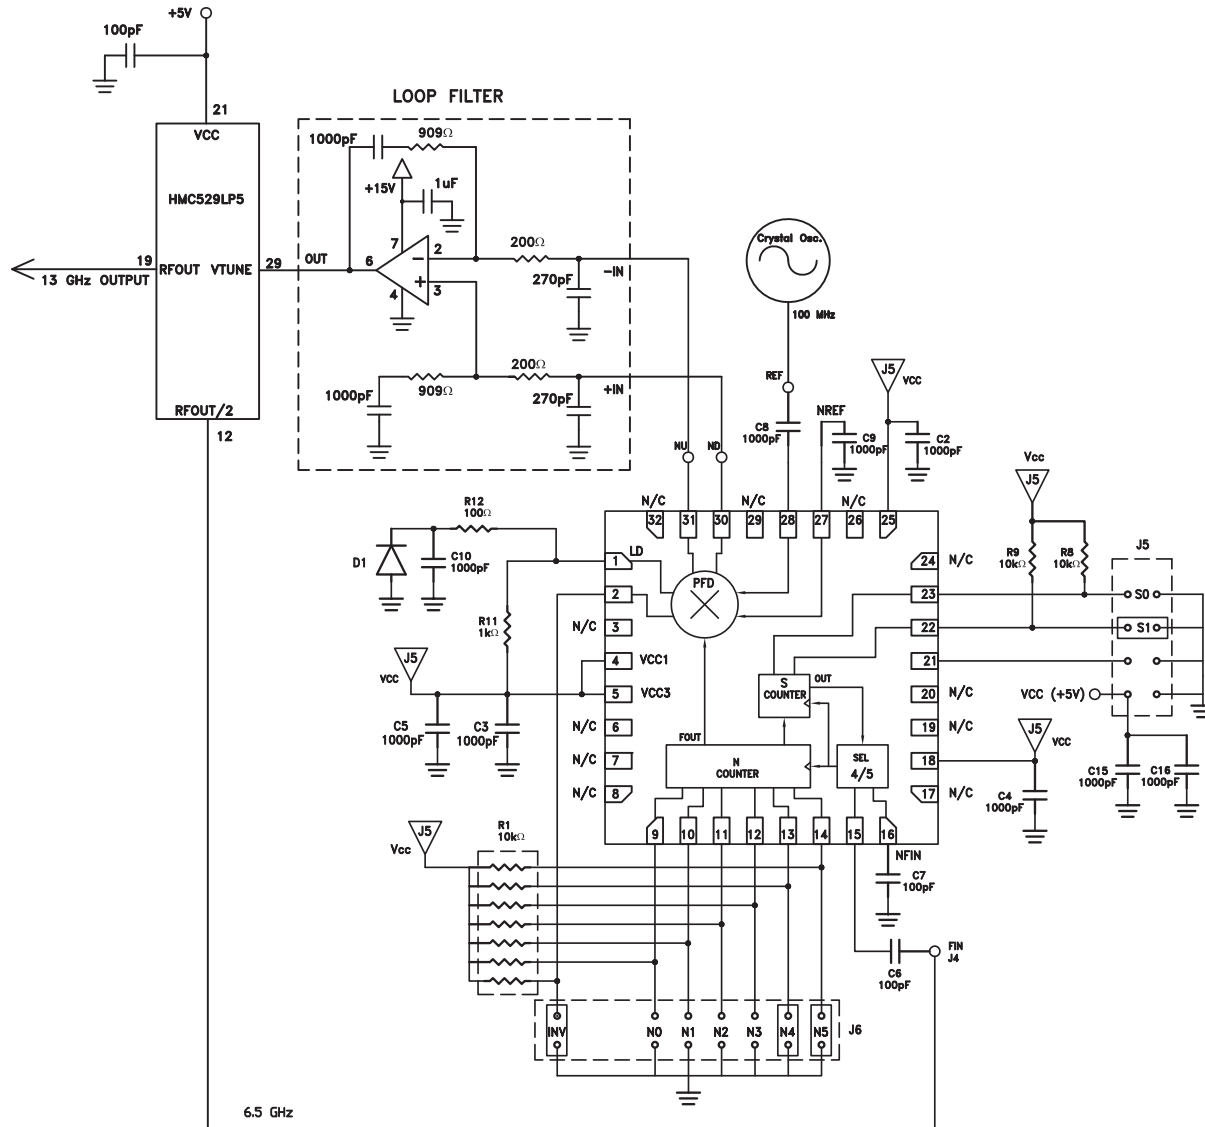 +5V
100pF
21
VCC
HMC529LP5
19
RFOUT VTUNE
29
13 GHz OUTPUT
RFOUT/2
12
6.5 GHz
LOOP FILTER
1000pF
909Ω
+15V
1uF
7
OUT
6
2
200Ω
−
+
4
3
270pF
−IN
1000pF
909Ω
200Ω
270pF
+IN
Crystal Osc.
100 MHz
REF
C8
1000pF
NREF
C9
1000pF
J5
VCC
C2
1000pF
NU
ND
N/C
32
31
30
N/C
29
28
27
N/C
26
25
R12
100Ω
D1
C10
1000pF
R11
1kΩ
J5
VCC
C5
1000pF
C3
1000pF
LD
1
2
N/C
3
4
VCC1
5
VCC3
N/C
6
N/C
7
N/C
8
PFD
S
COUNTER
OUT
FOUT
N
COUNTER
SEL
4/5
24
N/C
23
22
21
20
N/C
19
N/C
18
17
N/C
Vcc
J5
R9
10kΩ
R8
10kΩ
J5
S0
S1
VCC (+5V)
J5
VCC
C4
1000pF
C15
1000pF
C16
1000pF
9
10
11
12
13
14
15
16
NFIN
C7
100pF
C6
100pF
FIN
J4
J5
Vcc
R1
10kΩ
INV
N0
N1
N2
N3
N4
N5
J6